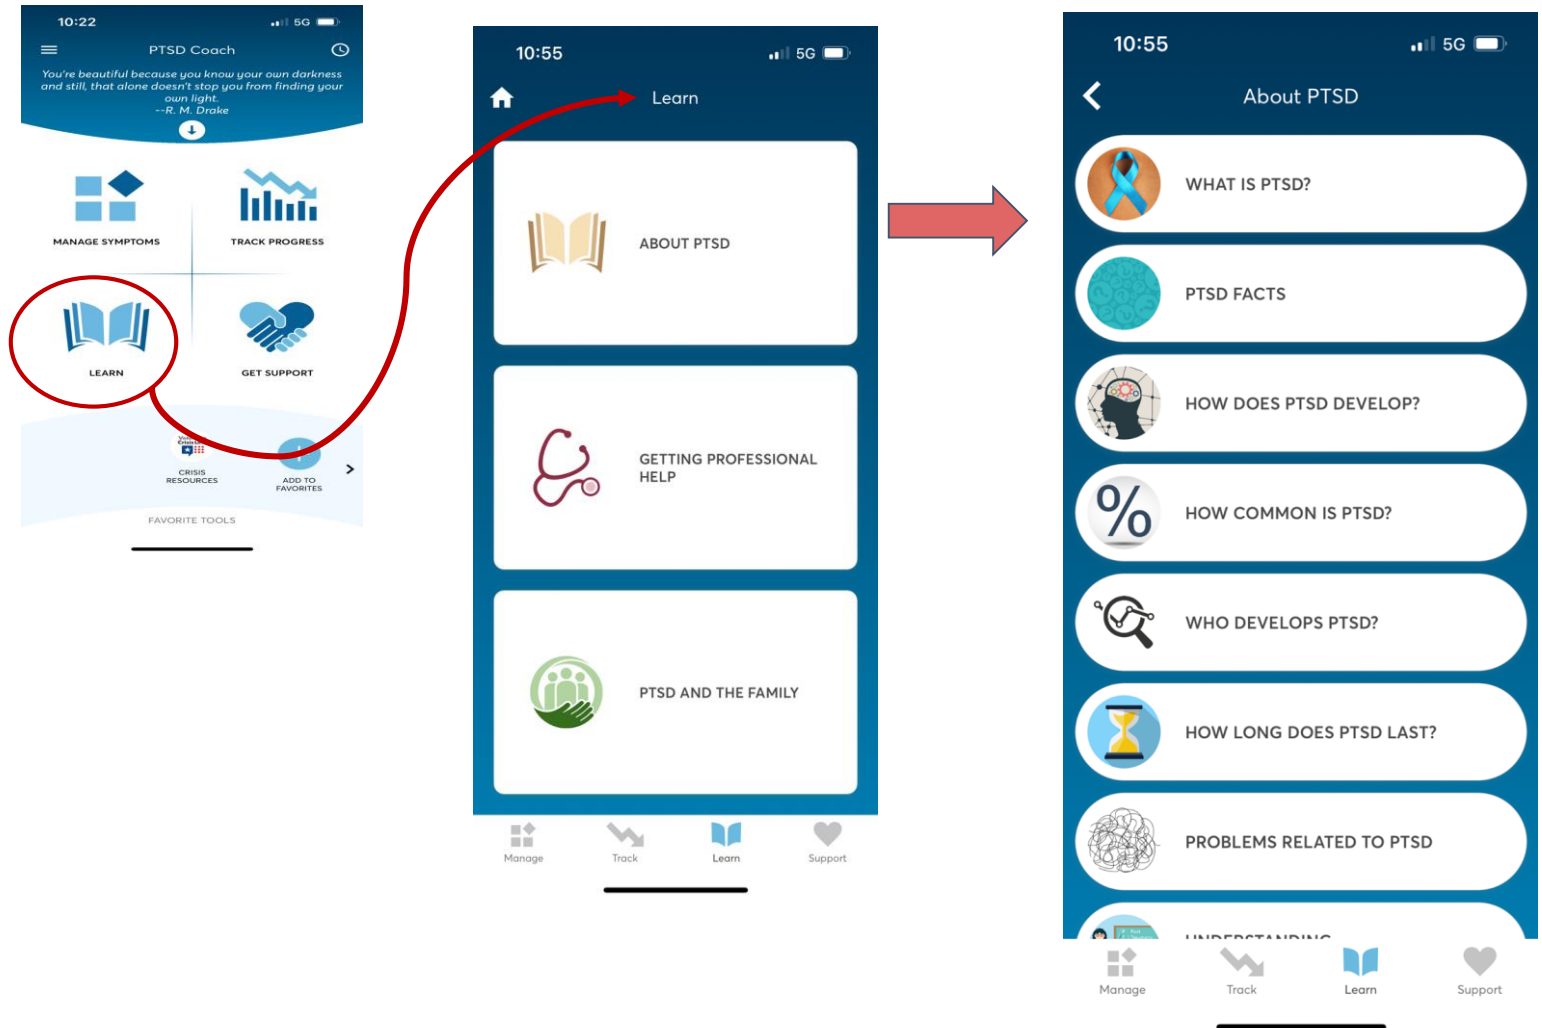 10:22
5G
PTSD Coach
You're beautiful because you know your own darkness
and still, that alone doesn't stop you from finding your
own light.
--R. M. Drake
MANAGE SYMPTOMS
TRACK PROGRESS
LEARN
GET SUPPORT
CRISIS
RESOURCES
ADD TO
FAVORITES
FAVORITE TOOLS
10:55
5G
Learn
ABOUT PTSD
GETTING PROFESSIONAL
HELP
PTSD AND THE FAMILY
Manage
Track
Learn
Support
10:55
5G
About PTSD
WHAT IS PTSD?
PTSD FACTS
HOW DOES PTSD DEVELOP?
%
HOW COMMON IS PTSD?
WHO DEVELOPS PTSD?
HOW LONG DOES PTSD LAST?
PROBLEMS RELATED TO PTSD
UNDERSTANDING
Manage
Track
Learn
Support